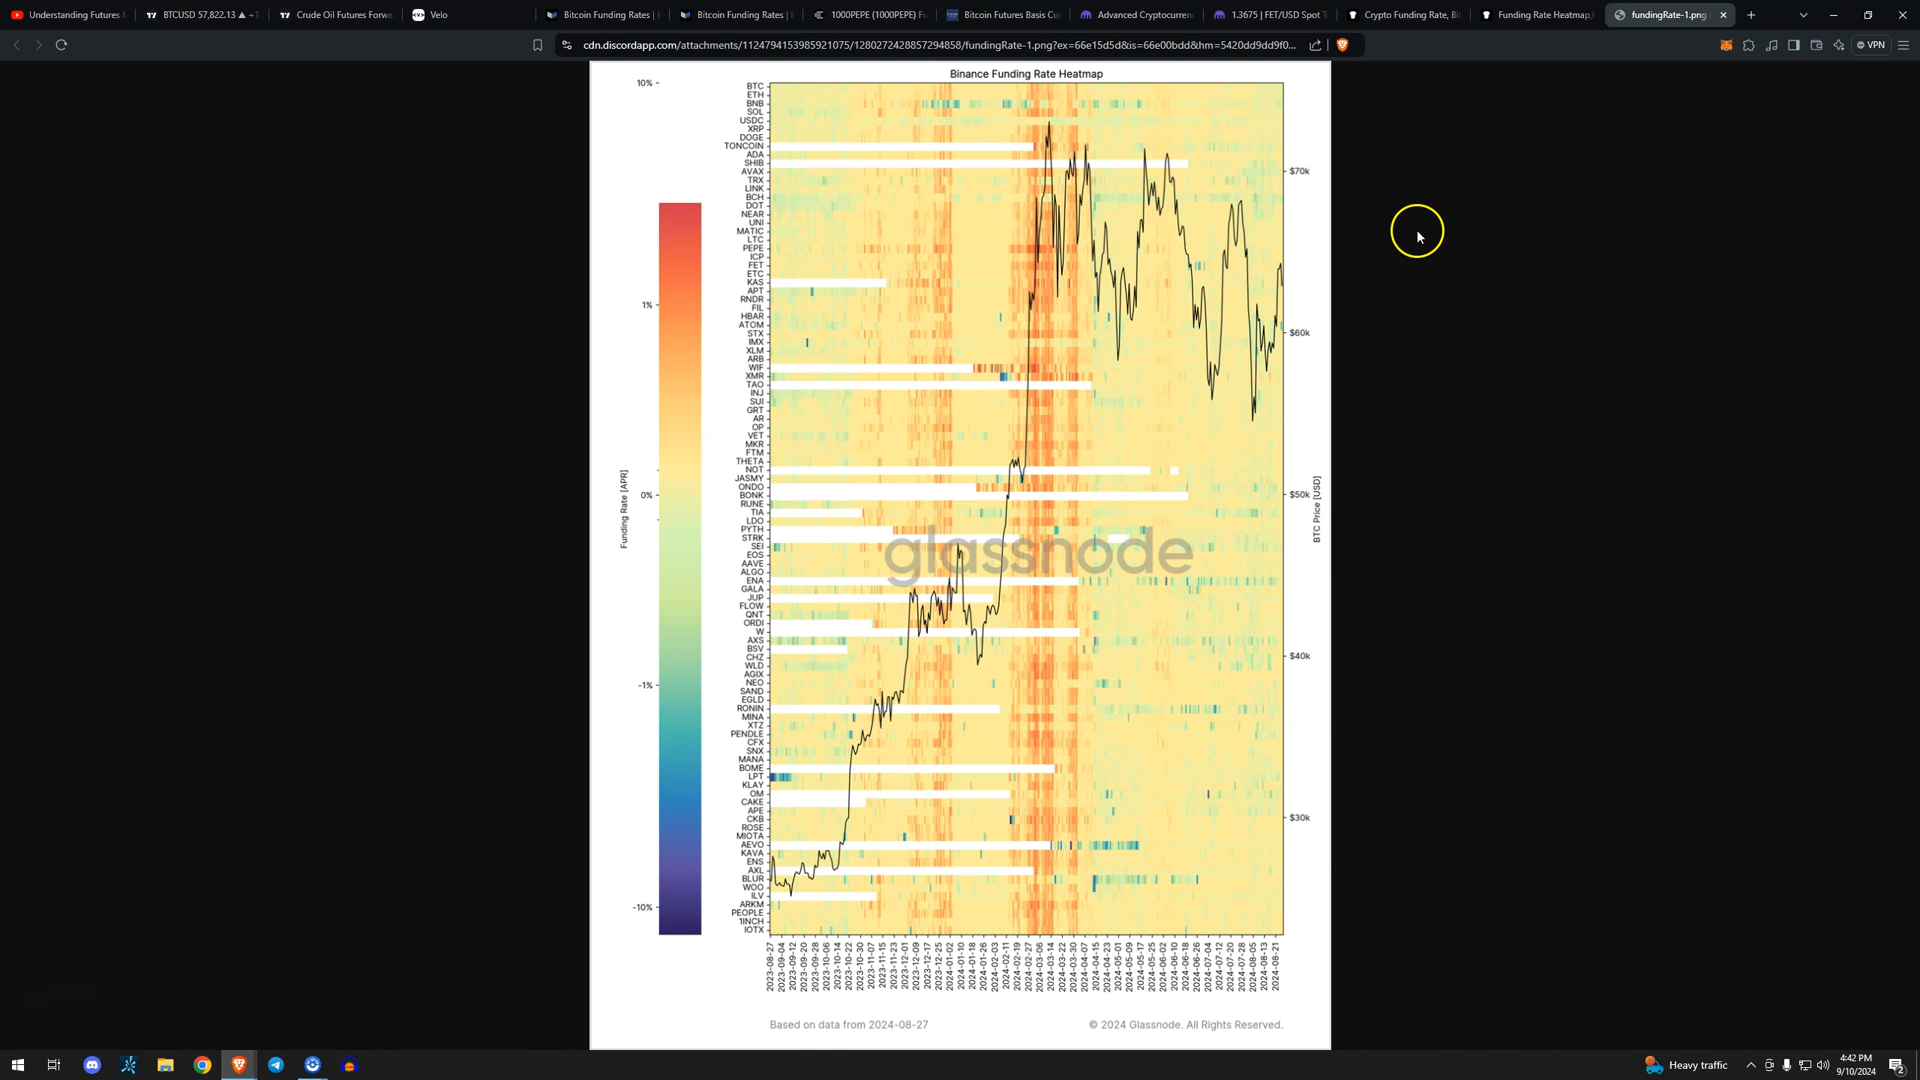 Understanding Futures
BTCUSD 57,822.13 ▲ +1
Crude Oil Futures Forwa
Velo
Bitcoin Funding Rates |
Bitcoin Funding Rates |
1000PEPE (1000PEPE) Fu
Bitcoin Futures Basis Cur
Advanced Cryptocurren
1.3675 | FET/USD Spot T
Crypto Funding Rate, Bi
Funding Rate Heatmap,
fundingRate-1.png
cdn.discordapp.com/attachments/1124794153985921075/1280272428857294858/fundingRate-1.png?ex=66e15d5d&is=66e00bdd&hm=5420dd9dd9f0...
VPN
Binance Funding Rate Heatmap
10%
1%
0%
-1%
-10%
Funding Rate [APR]
BTC
ETH
BNB
SOL
USDC
XRP
DOGE
TONCOIN
ADA
SHIB
AVAX
TRX
LINK
BCH
DOT
NEAR
UNI
MATIC
LTC
PEPE
ICP
FET
ETC
KAS
APT
RNDR
FIL
HBAR
ATOM
STX
IMX
XLM
ARB
WIF
XMR
TAO
INJ
SUI
GRT
AR
OP
VET
MKR
FTM
THETA
NOT
JASMY
ONDO
BONK
RUNE
TIA
LDO
PYTH
STRK
SEI
EOS
AAVE
ALGO
ENA
GALA
JUP
FLOW
QNT
ORDI
W
AXS
BSV
CHZ
WLD
AGIX
NEO
SAND
EGLD
RONIN
MINA
XTZ
PENDLE
CFX
SNX
MANA
BOME
LPT
KLAY
OM
CAKE
APE
CKB
ROSE
MIOTA
AEVO
KAVA
ENS
AXL
BLUR
WOO
ILV
ARKM
PEOPLE
1INCH
IOTX
glassnode
$70k
$60k
$50k
$40k
$30k
BTC Price [USD]
2023-08-27
2023-09-04
2023-09-12
2023-09-20
2023-09-28
2023-10-06
2023-10-14
2023-10-22
2023-10-30
2023-11-07
2023-11-15
2023-11-23
2023-12-01
2023-12-09
2023-12-17
2023-12-25
2024-01-02
2024-01-10
2024-01-18
2024-01-26
2024-02-03
2024-02-11
2024-02-19
2024-02-27
2024-03-06
2024-03-14
2024-03-22
2024-03-30
2024-04-07
2024-04-15
2024-04-23
2024-05-01
2024-05-09
2024-05-17
2024-05-25
2024-06-02
2024-06-10
2024-06-18
2024-06-26
2024-07-04
2024-07-12
2024-07-20
2024-07-28
2024-08-05
2024-08-13
2024-08-21
Based on data from 2024-08-27
© 2024 Glassnode. All Rights Reserved.
Heavy traffic
4:42 PM
9/10/2024
2